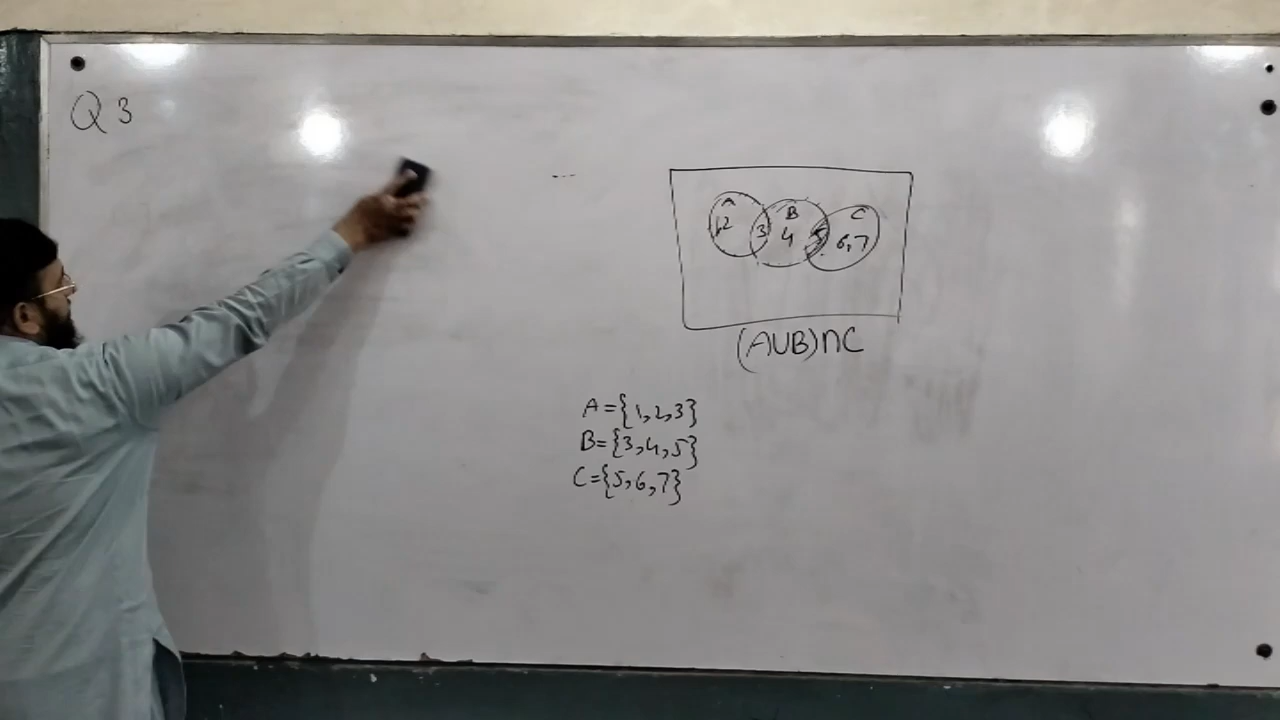 Q 3
A B C
1,2 3 4 5 6,7
(AUB)∩C
A={1,2,3}
B={3,4,5}
C={5,6,7}